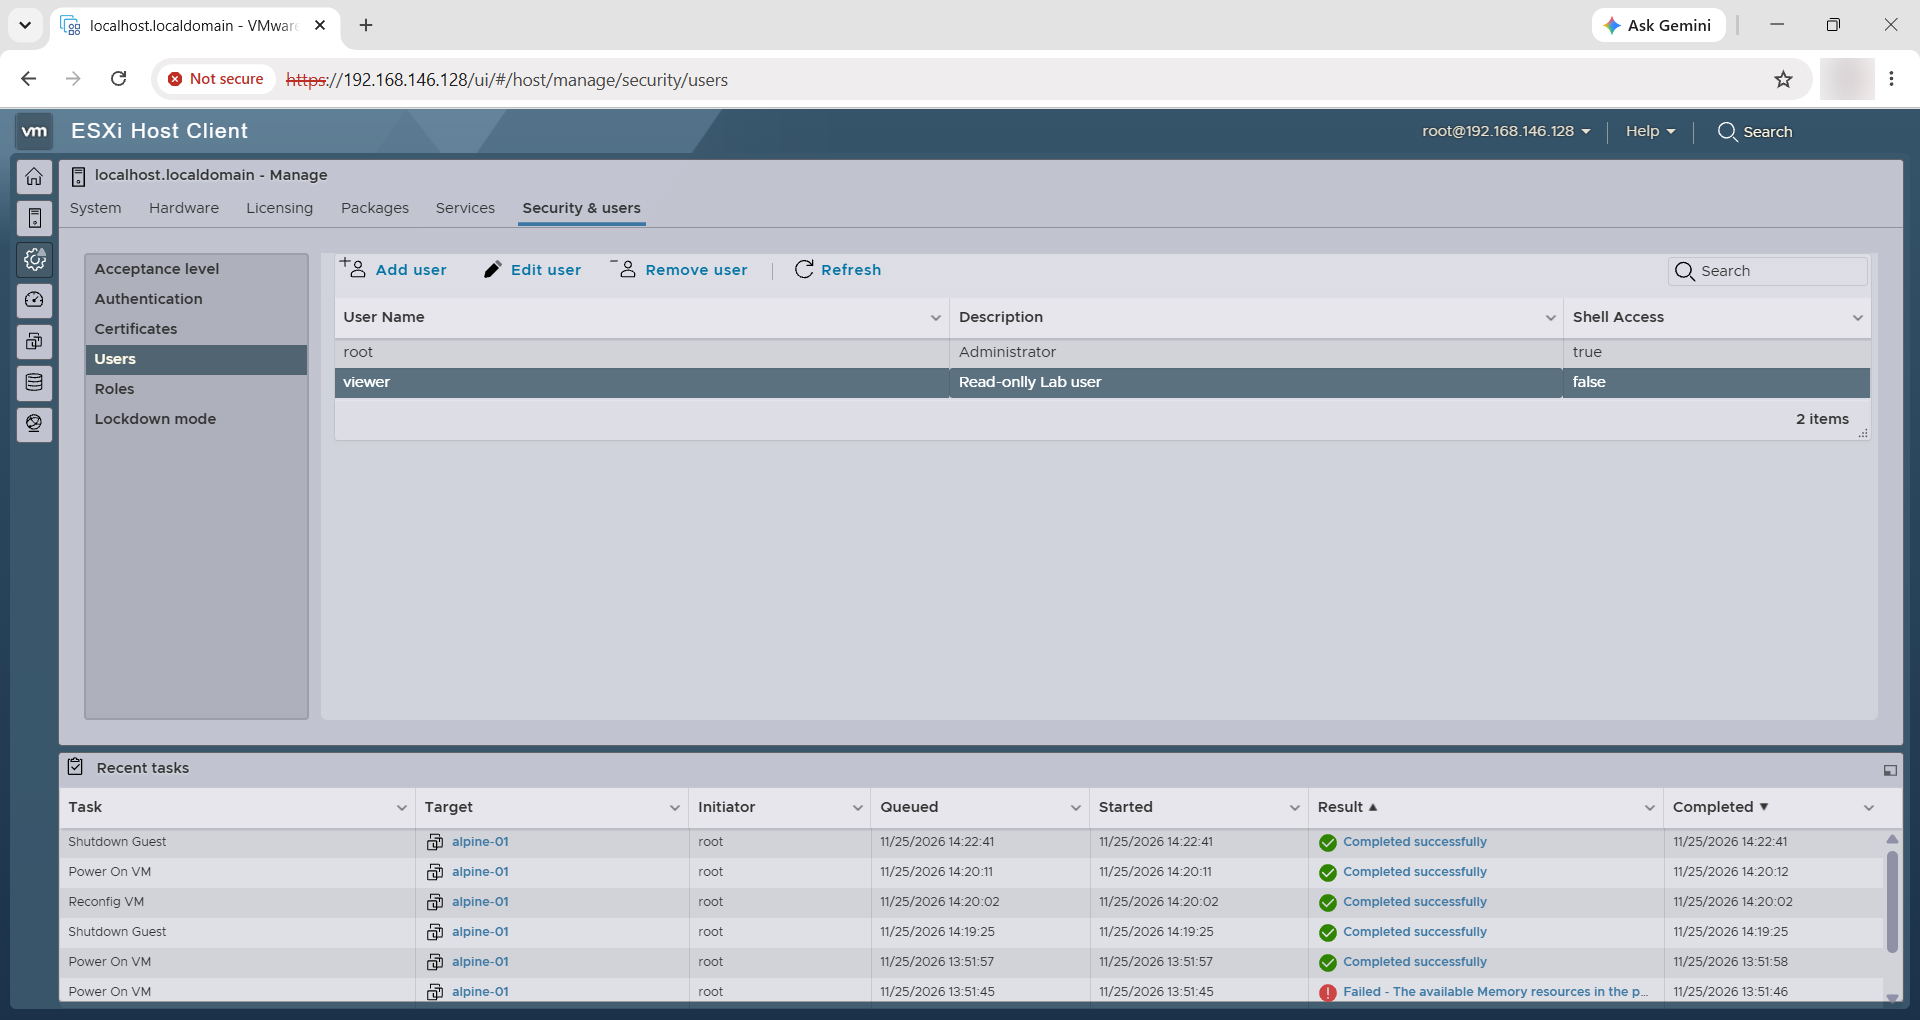 localhost.localdomain - VMware
Ask Gemini
Not secure https://192.168.146.128/ui/#/host/manage/security/users
vm ESXi Host Client root@192.168.146.128 Help Search
localhost.localdomain - Manage
System Hardware Licensing Packages Services Security & users
Acceptance level
Authentication
Certificates
Users
Roles
Lockdown mode
Add user Edit user Remove user Refresh Search
User Name Description Shell Access
root Administrator true
viewer Read-onlly Lab user false
2 items
Recent tasks
Task Target Initiator Queued Started Result Completed
Shutdown Guest alpine-01 root 11/25/2026 14:22:41 11/25/2026 14:22:41 Completed successfully 11/25/2026 14:22:41
Power On VM alpine-01 root 11/25/2026 14:20:11 11/25/2026 14:20:11 Completed successfully 11/25/2026 14:20:12
Reconfig VM alpine-01 root 11/25/2026 14:20:02 11/25/2026 14:20:02 Completed successfully 11/25/2026 14:20:02
Shutdown Guest alpine-01 root 11/25/2026 14:19:25 11/25/2026 14:19:25 Completed successfully 11/25/2026 14:19:25
Power On VM alpine-01 root 11/25/2026 13:51:57 11/25/2026 13:51:57 Completed successfully 11/25/2026 13:51:58
Power On VM alpine-01 root 11/25/2026 13:51:45 11/25/2026 13:51:45 Failed - The available Memory resources in the p... 11/25/2026 13:51:46